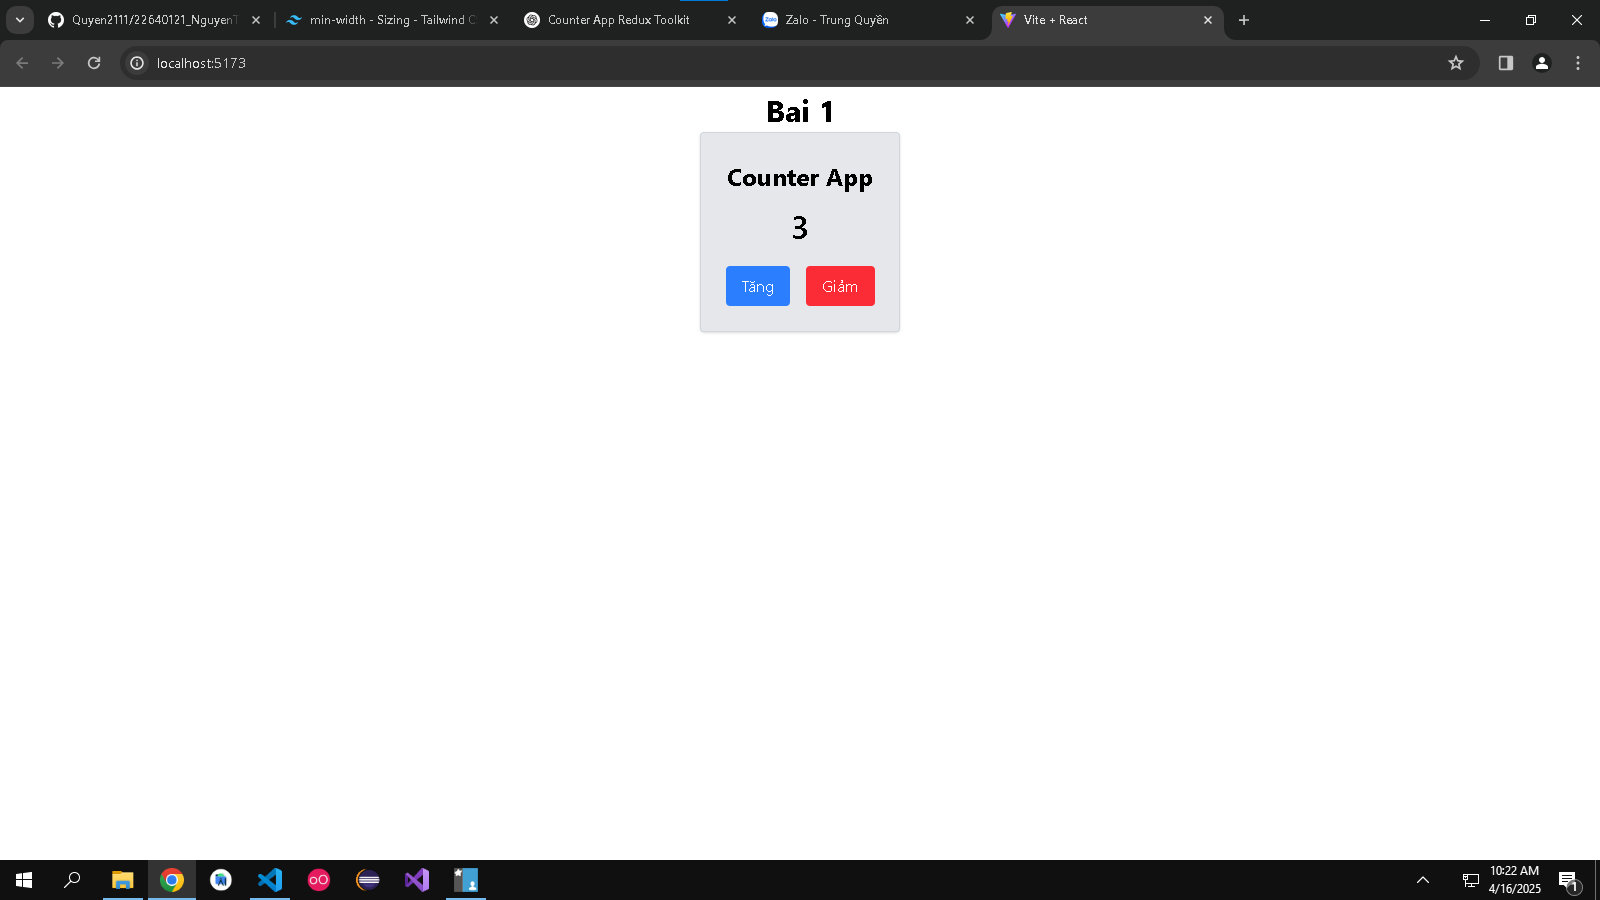 Quyen2111/22640121_NguyenT
min-width - Sizing - Tailwind C
Counter App Redux Toolkit
Zalo - Trung Quyền
Vite + React
localhost:5173
Bai 1
Counter App
3
Tăng
Giảm
10:22 AM
4/16/2025
1